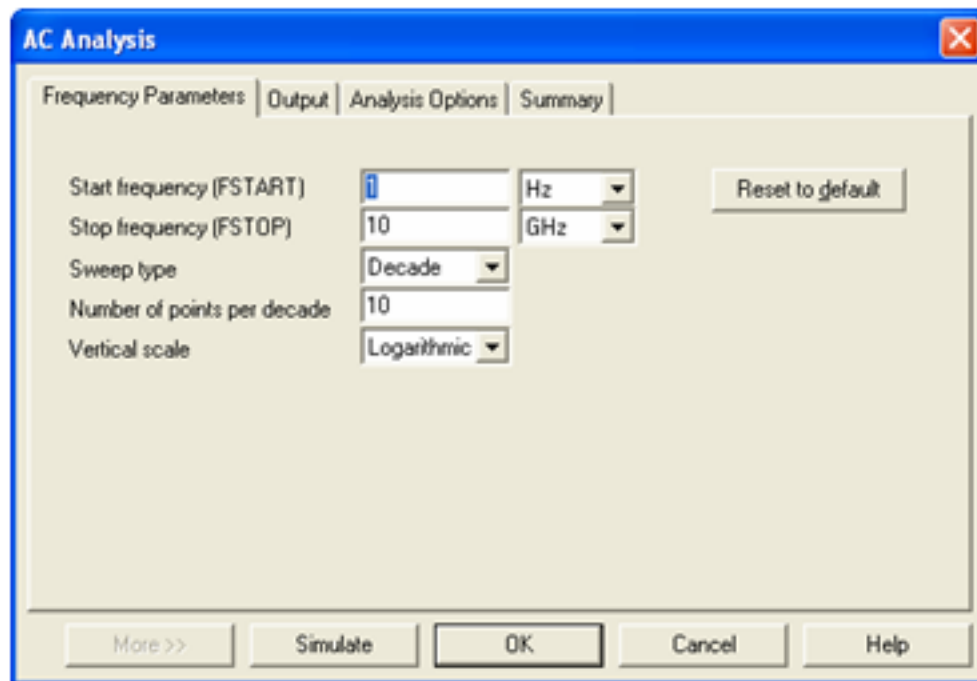 AC Analysis
Frequency Parameters Output Analysis Options Summary
Start frequency (FSTART) 1 Hz Reset to default
Stop frequency (FSTOP) 10 GHz
Sweep type Decade
Number of points per decade 10
Vertical scale Logarithmic
More >> Simulate OK Cancel Help